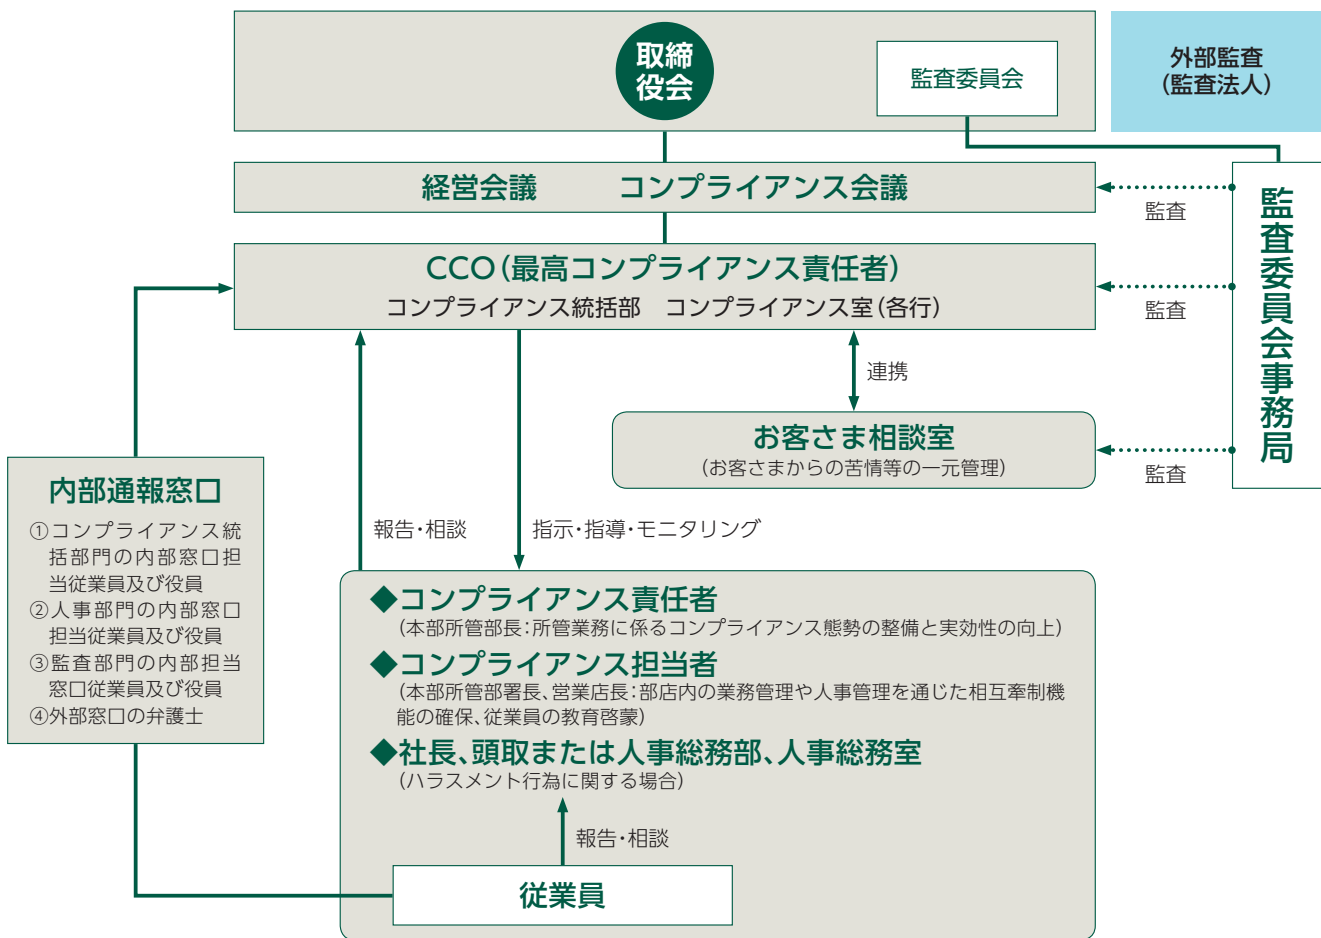 取締
役会
監査委員会
外部監査
(監査法人)
経営会議 コンプライアンス会議
監査
CCO(最高コンプライアンス責任者)
コンプライアンス統括部 コンプライアンス室(各行)
監査
監査委員会事務局
連携
お客さま相談室
(お客さまからの苦情等の一元管理)
監査
内部通報窓口
①コンプライアンス統
括部門の内部窓口担
当従業員及び役員
②人事部門の内部窓口
担当従業員及び役員
③監査部門の内部担当
窓口従業員及び役員
④外部窓口の弁護士
報告・相談
指示・指導・モニタリング
◆コンプライアンス責任者
(本部所管部長:所管業務に係るコンプライアンス態勢の整備と実効性の向上)
◆コンプライアンス担当者
(本部所管部署長、営業店長:部店内の業務管理や人事管理を通じた相互牽制機
能の確保、従業員の教育啓蒙)
◆社長、頭取または人事総務部、人事総務室
(ハラスメント行為に関する場合)
報告・相談
従業員